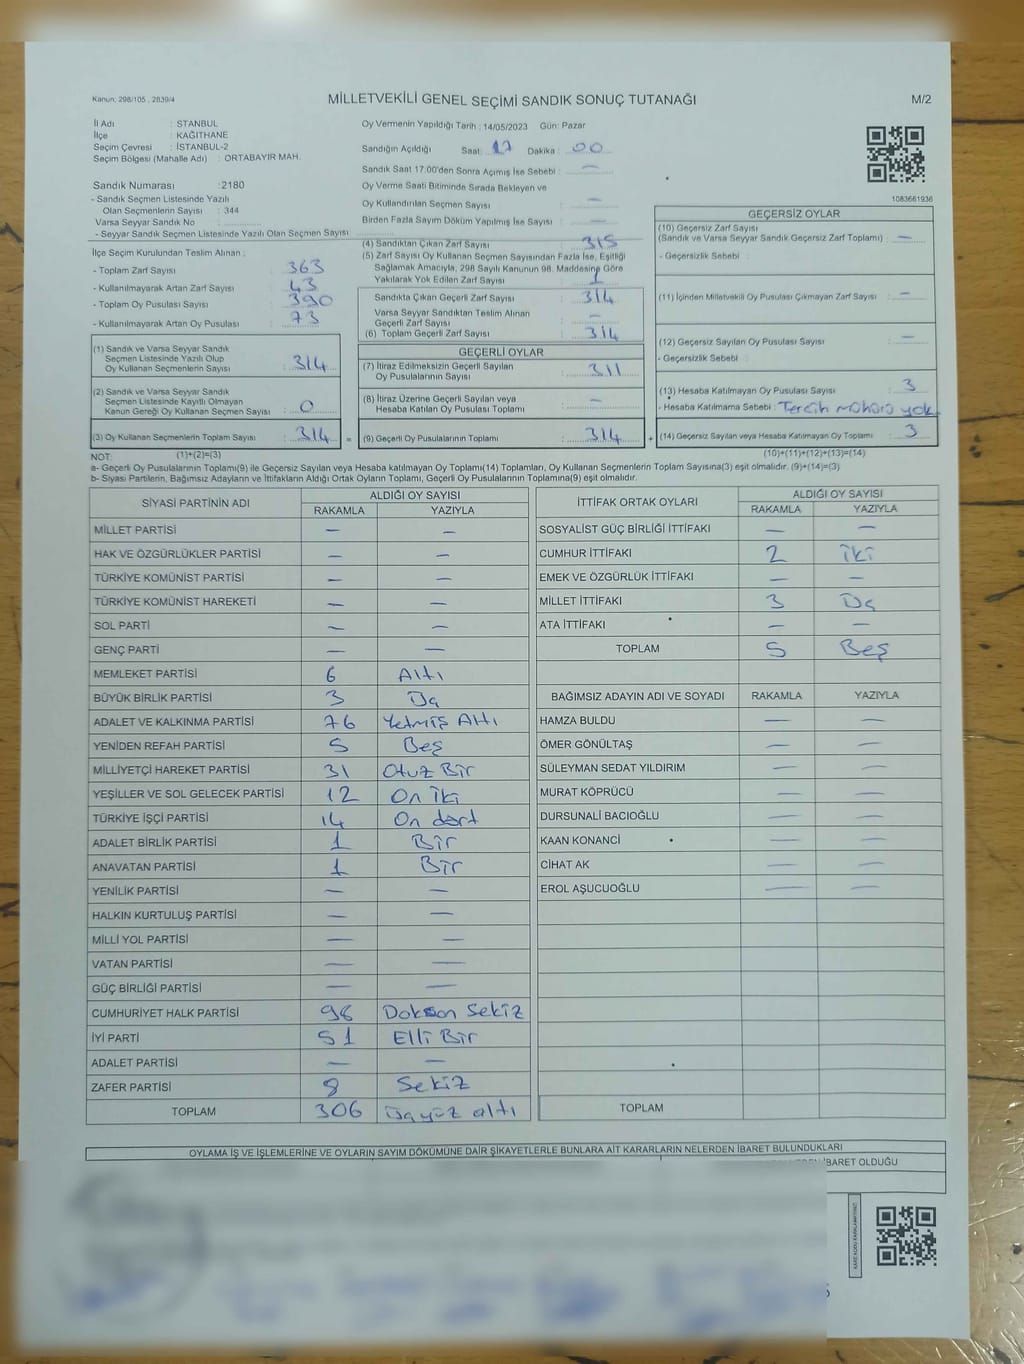 Kanun; 298/105 , 2839/4
MİLLETVEKİLİ GENEL SEÇİMİ SANDIK SONUÇ TUTANAĞI
M/2
İl Adı : STANBUL
İlçe : KAĞITHANE
Seçim Çevresi : İSTANBUL-2
Seçim Bölgesi (Mahalle Adı) : ORTABAYIR MAH.
Sandık Numarası :2180
- Sandık Seçmen Listesinde Yazılı
Olan Seçmenlerin Sayısı : 344
Varsa Seyyar Sandık No
- Seyyar Sandık Seçmen Listesinde Yazılı Olan Seçmen Sayısı
Oy Vermenin Yapıldığı Tarih : 14/05/2023 Gün: Pazar
Sandığın Açıldığı Saat: 17 Dakika : 00
Sandık Saat 17:00'den Sonra Açımış İse Sebebi : —
Oy Verme Saati Bitiminde Sırada Bekleyen ve
Oy Kullandırılan Seçmen Sayısı : —
Birden Fazla Sayım Döküm Yapılmış İse Sayısı : —
1083661936
İlçe Seçim Kurulundan Teslim Alınan :
- Toplam Zarf Sayısı : 363
- Kullanılmayarak Artan Zarf Sayısı : 43
- Toplam Oy Pusulası Sayısı : 390
- Kullanılmayarak Artan Oy Pusulası : 73
(4) Sandıktan Çıkan Zarf Sayısı : 315
(5) Zarf Sayısı Oy Kullanan Seçmen Sayısından Fazla İse, Eşitliği
Sağlamak Amacıyla, 298 Sayılı Kanunun 98. Maddesine Göre
Yakılarak Yok Edilen Zarf Sayısı : 1
Sandıkta Çıkan Geçerli Zarf Sayısı : 314
Varsa Seyyar Sandıktan Teslim Alınan
Geçerli Zarf Sayısı : —
(6) Toplam Geçerli Zarf Sayısı : 314
GEÇERSİZ OYLAR
(10) Geçersiz Zarf Sayısı
(Sandık ve Varsa Seyyar Sandık Geçersiz Zarf Toplamı) : —
- Geçersizlik Sebebi :
(11) İçinden Milletvekili Oy Pusulası Çıkmayan Zarf Sayısı : —
(12) Geçersiz Sayılan Oy Pusulası Sayısı : —
- Geçersizlik Sebebi :
(13) Hesaba Katılmayan Oy Pusulası Sayısı : 3
- Hesaba Katılmama Sebebi : Tercih mühürü yok
(14) Geçersiz Sayılan veya Hesaba Katılmayan Oy Toplamı : 3
(1) Sandık ve Varsa Seyyar Sandık
Seçmen Listesinde Yazılı Olup
Oy Kullanan Seçmenlerin Sayısı : 314
(2) Sandık ve Varsa Seyyar Sandık
Seçmen Listesinde Kayıtlı Olmayan
Kanun Gereği Oy Kullanan Seçmen Sayısı : 0
(3) Oy Kullanan Seçmenlerin Toplam Sayısı : 314 =
GEÇERLİ OYLAR
(7) İtiraz Edilmeksizin Geçerli Sayılan
Oy Pusulalarının Sayısı : 311
(8) İtiraz Üzerine Geçerli Sayılan veya
Hesaba Katılan Oy Pusulası Toplamı : —
(9) Geçerli Oy Pusulalarının Toplamı : 314 +
NOT: (1)+(2)=(3)
(10)+(11)+(12)+(13)=(14)
a- Geçerli Oy Pusulalarının Toplamı(9) ile Geçersiz Sayılan veya Hesaba katılmayan Oy Toplamı(14) Toplamları, Oy Kullanan Seçmenlerin Toplam Sayısına(3) eşit olmalıdır. (9)+(14)=(3)
b- Siyasi Partilerin, Bağımsız Adayların ve İttifakların Aldığı Ortak Oyların Toplamı, Geçerli Oy Pusulalarının Toplamına(9) eşit olmalıdır.
SİYASİ PARTİNİN ADI ALDIĞI OY SAYISI
RAKAMLA YAZIYLA
MİLLET PARTİSİ — —
HAK VE ÖZGÜRLÜKLER PARTİSİ — —
TÜRKİYE KOMÜNİST PARTİSİ — —
TÜRKİYE KOMÜNİST HAREKETİ — —
SOL PARTİ — —
GENÇ PARTİ — —
MEMLEKET PARTİSİ 6 Altı
BÜYÜK BİRLİK PARTİSİ 3 Üç
ADALET VE KALKINMA PARTİSİ 76 Yetmiş Altı
YENİDEN REFAH PARTİSİ 5 Beş
MİLLİYETÇİ HAREKET PARTİSİ 31 Otuz Bir
YEŞİLLER VE SOL GELECEK PARTİSİ 12 On iki
TÜRKİYE İŞÇİ PARTİSİ 14 On dört
ADALET BİRLİK PARTİSİ 1 Bir
ANAVATAN PARTİSİ 1 Bir
YENİLİK PARTİSİ — —
HALKIN KURTULUŞ PARTİSİ — —
MİLLİ YOL PARTİSİ — —
VATAN PARTİSİ — —
GÜÇ BİRLİĞİ PARTİSİ — —
CUMHURİYET HALK PARTİSİ 98 Dokson Sekiz
İYİ PARTİ 51 Elli Bir
ADALET PARTİSİ — —
ZAFER PARTİSİ 8 Sekiz
TOPLAM 306 Üçyüz altı
İTTİFAK ORTAK OYLARI ALDIĞI OY SAYISI
RAKAMLA YAZIYLA
SOSYALİST GÜÇ BİRLİĞİ İTTİFAKI — —
CUMHUR İTTİFAKI 2 iki
EMEK VE ÖZGÜRLÜK İTTİFAKI — —
MİLLET İTTİFAKI 3 Üç
ATA İTTİFAKI — —
TOPLAM 5 Beş
BAĞIMSIZ ADAYIN ADI VE SOYADI RAKAMLA YAZIYLA
HAMZA BULDU — —
ÖMER GÖNÜLTAŞ — —
SÜLEYMAN SEDAT YILDIRIM — —
MURAT KÖPRÜCÜ — —
DURSUNALİ BACIOĞLU — —
KAAN KONANCİ — —
CİHAT AK — —
EROL AŞUCUOĞLU — —
TOPLAM
OYLAMA İŞ VE İŞLEMLERİNE VE OYLARIN SAYIM DÖKÜMÜNE DAİR ŞİKAYETLERLE BUNLARA AİT KARARLARIN NELERDEN İBARET BULUNDUKLARI
İBARET OLDUĞU